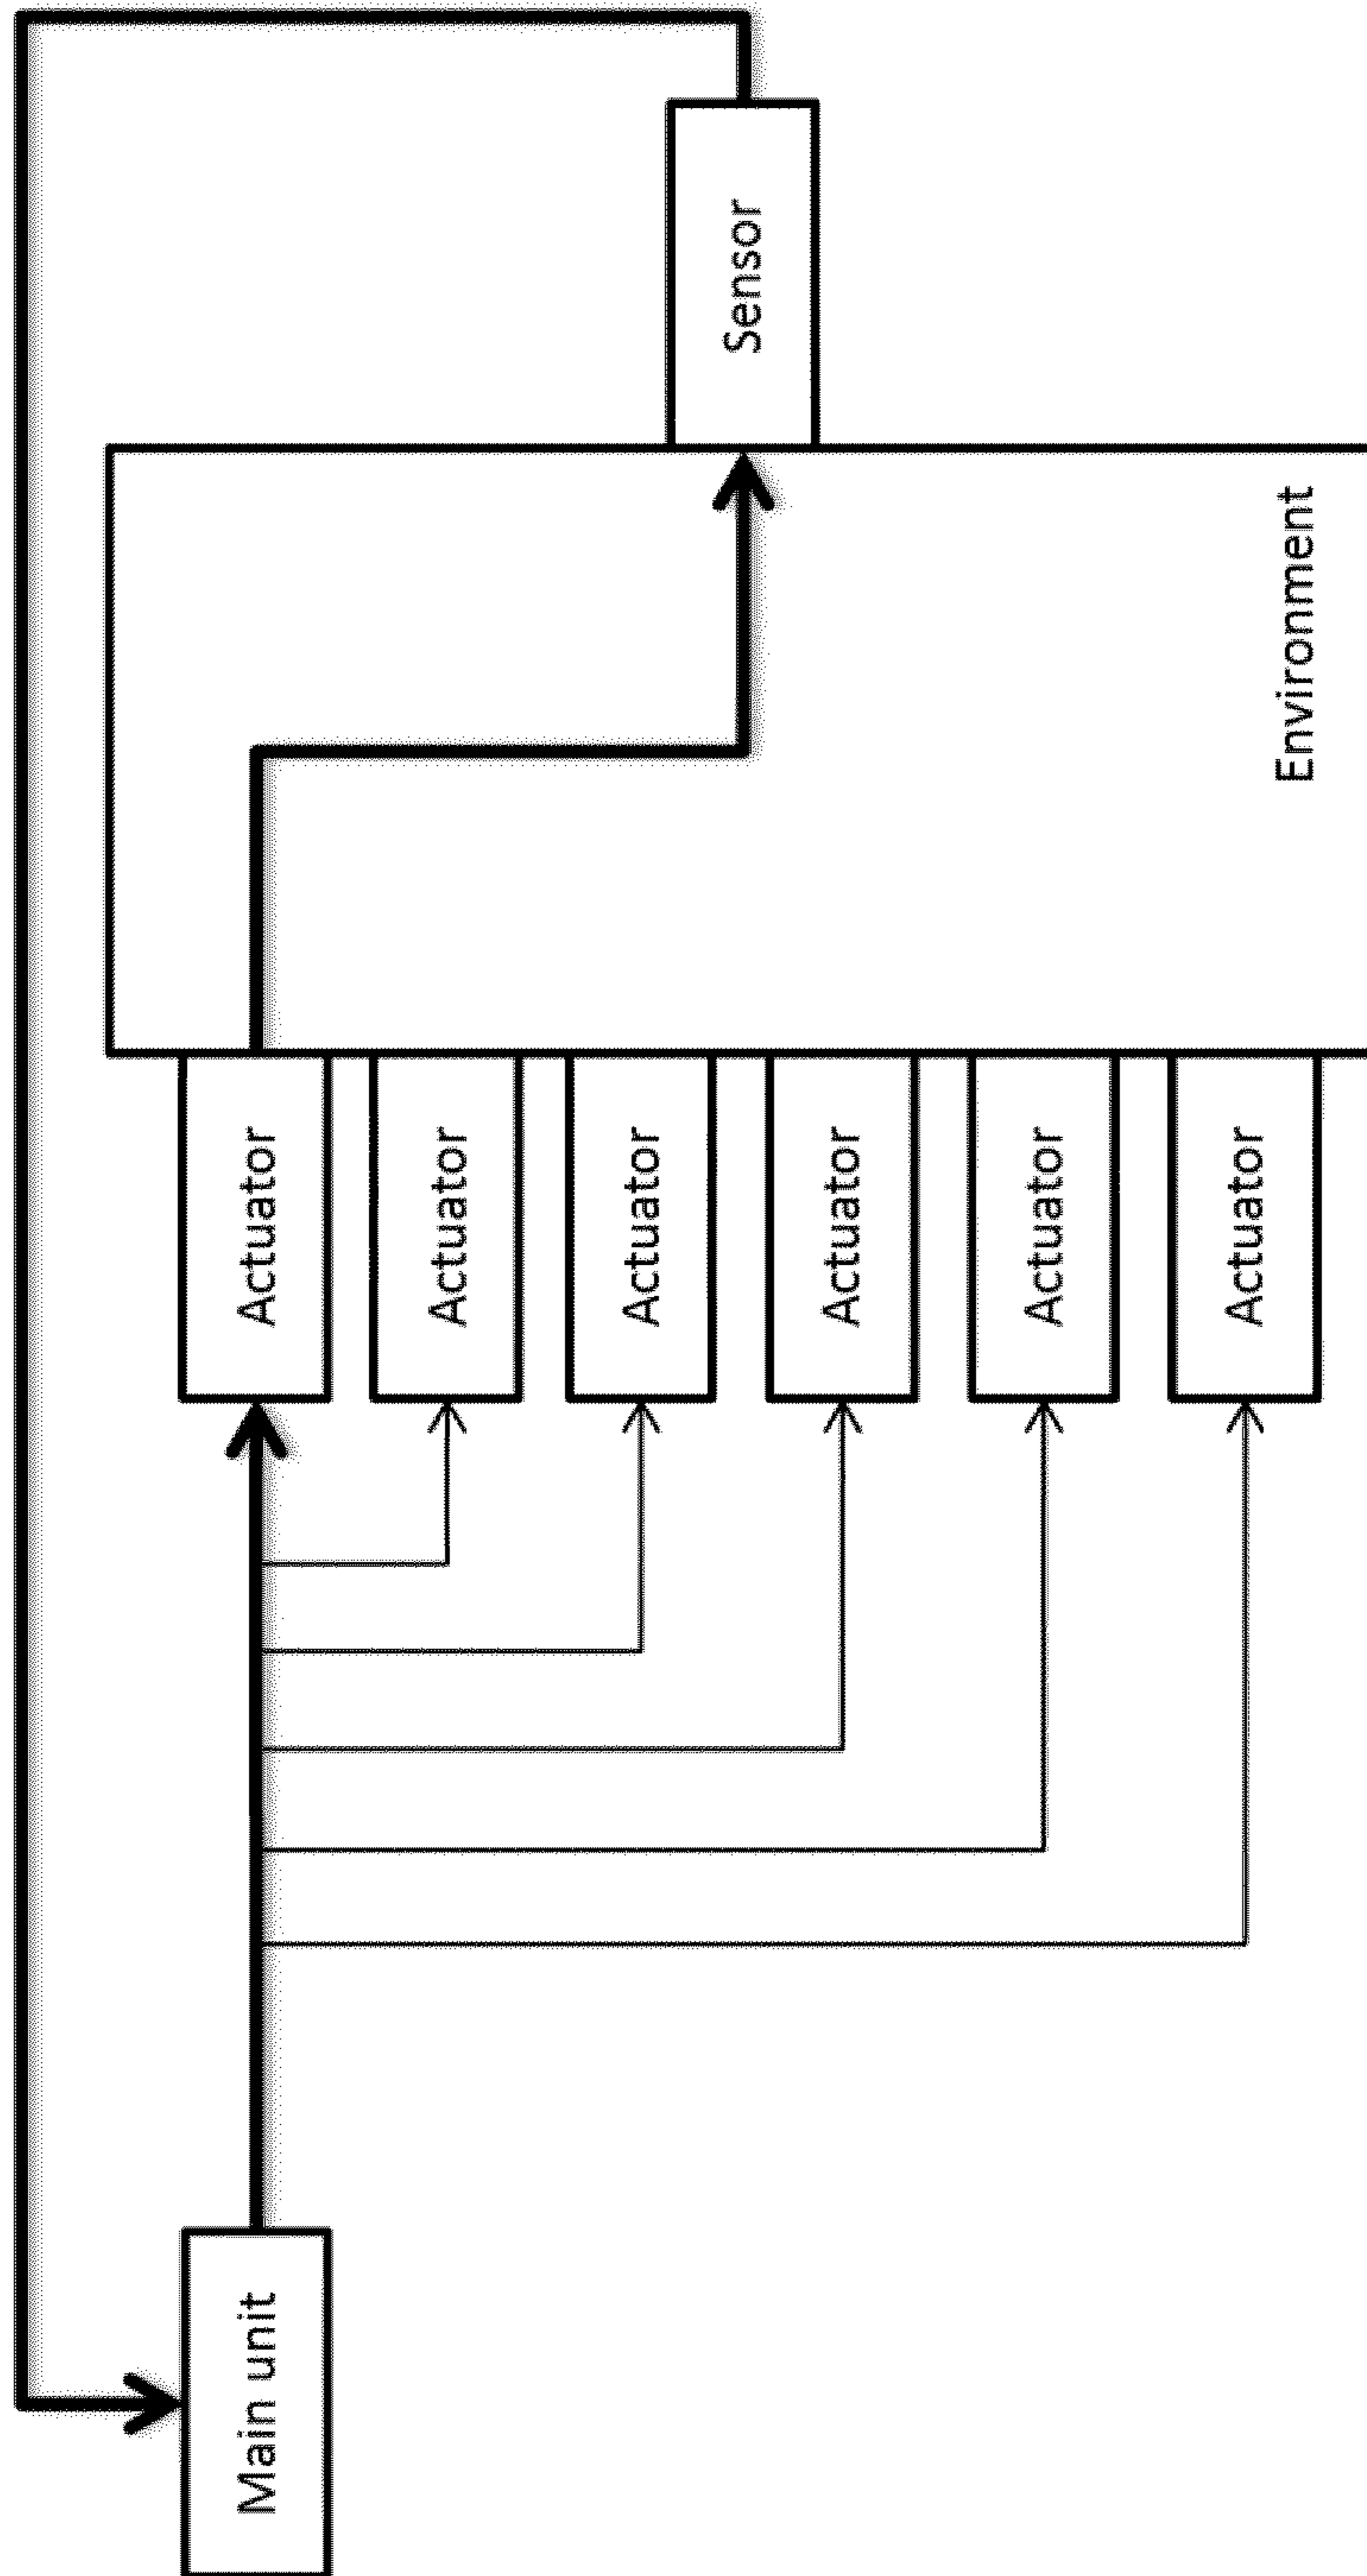 Main unit
Actuator
Actuator
Actuator
Actuator
Actuator
Actuator
Environment
Sensor